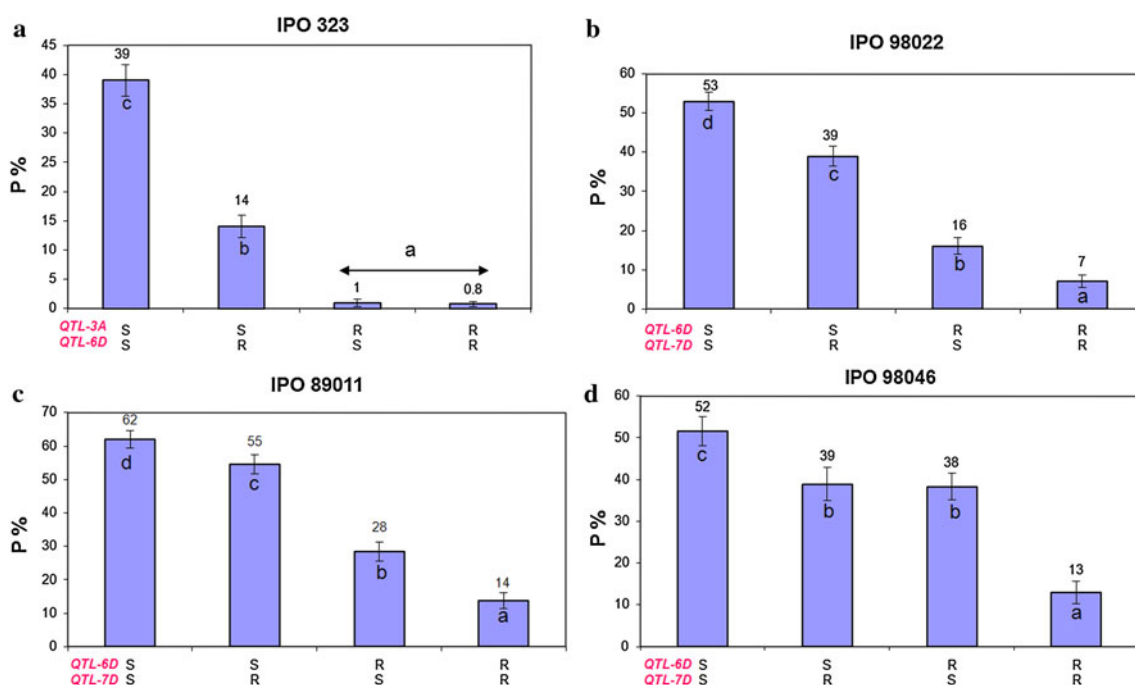 a
IPO 323
45
40
35
30
25
20
15
10
5
0
P %
39
c
14
b
a
1
0.8
QTL-3A S S R R
QTL-6D S R S R
b
IPO 98022
60
50
40
30
20
10
0
P %
53
d
39
c
16
b
7
a
QTL-6D S S R R
QTL-7D S R S R
c
IPO 89011
70
60
50
40
30
20
10
0
P %
62
d
55
c
28
b
14
a
QTL-6D S S R R
QTL-7D S R S R
d
IPO 98046
60
50
40
30
20
10
0
P %
52
c
39
b
38
b
13
a
QTL-6D S S R R
QTL-7D S R S R